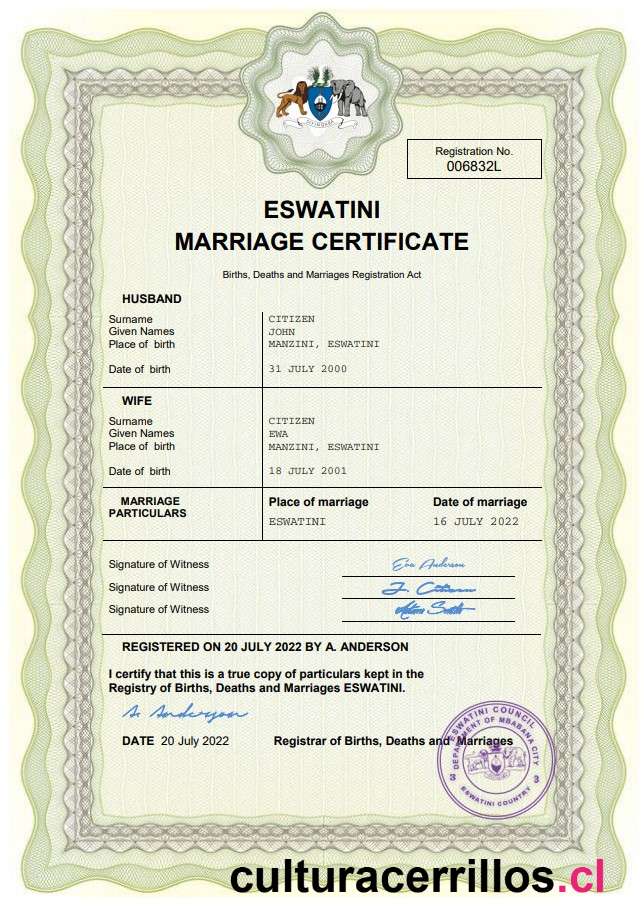 SIYINQABA
Registration No.
006832L
ESWATINI
MARRIAGE CERTIFICATE
Births, Deaths and Marriages Registration Act
HUSBAND
Surname CITIZEN
Given Names JOHN
Place of birth MANZINI, ESWATINI
Date of birth 31 JULY 2000
WIFE
Surname CITIZEN
Given Names EWA
Place of birth MANZINI, ESWATINI
Date of birth 18 JULY 2001
MARRIAGE Place of marriage Date of marriage
PARTICULARS ESWATINI 16 JULY 2022
Signature of Witness Eva Anderson
Signature of Witness J. Citizen
Signature of Witness
REGISTERED ON 20 JULY 2022 BY A. ANDERSON
I certify that this is a true copy of particulars kept in the
Registry of Births, Deaths and Marriages ESWATINI.
A. Anderson
DATE 20 July 2022 Registrar of Births, Deaths and Marriages
ESWATINI COUNCIL
DEPARTMENT OF MBABANA CITY
3 3
ESWATINI COUNTRY
culturacerrillos.cl